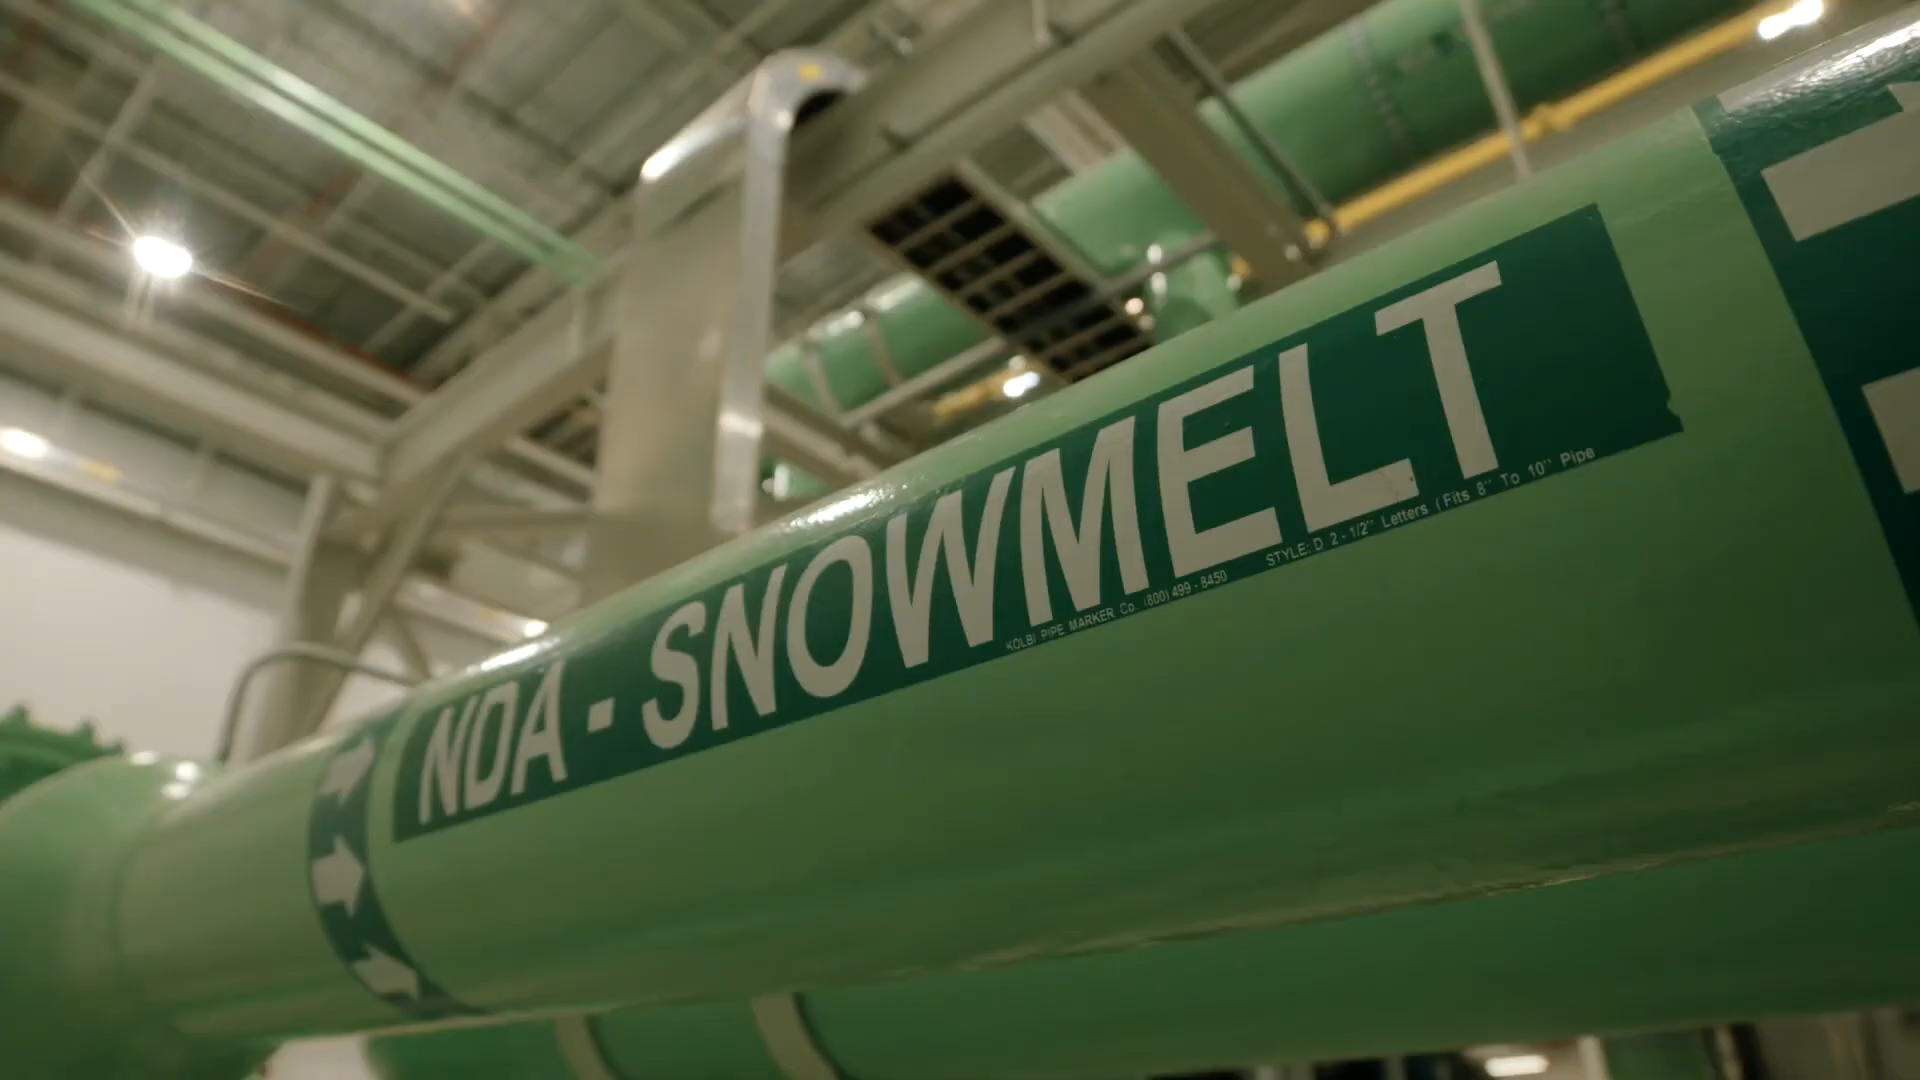 NDA - SNOWMELT
KOLBI PIPE MARKER Co. (800) 499 - 8450 STYLE: D 2 - 1/2" Letters (Fits 8" To 10" Pipe